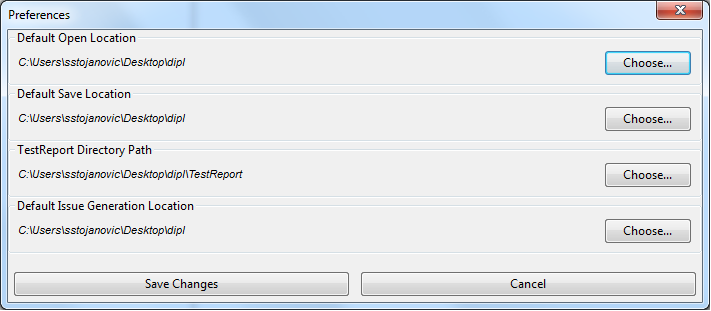 Preferences
Default Open Location
C:\Users\sstojanovic\Desktop\dipl
Choose...
Default Save Location
C:\Users\sstojanovic\Desktop\dipl
Choose...
TestReport Directory Path
C:\Users\sstojanovic\Desktop\dipl\TestReport
Choose...
Default Issue Generation Location
C:\Users\sstojanovic\Desktop\dipl
Choose...
Save Changes
Cancel